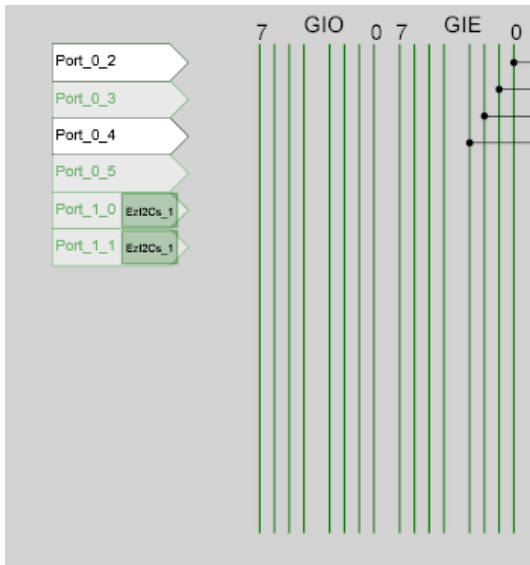 7 GIO 0 7 GIE 0
Port_0_2
Port_0_3
Port_0_4
Port_0_5
Port_1_0 EzI2Cs_1
Port_1_1 EzI2Cs_1